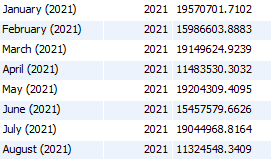 January (2021) 2021 19570701.7102
February (2021) 2021 15986603.8883
March (2021) 2021 19149624.9239
April (2021) 2021 11483530.3032
May (2021) 2021 19204309.4095
June (2021) 2021 15457579.6626
July (2021) 2021 19044968.8164
August (2021) 2021 11324548.3409